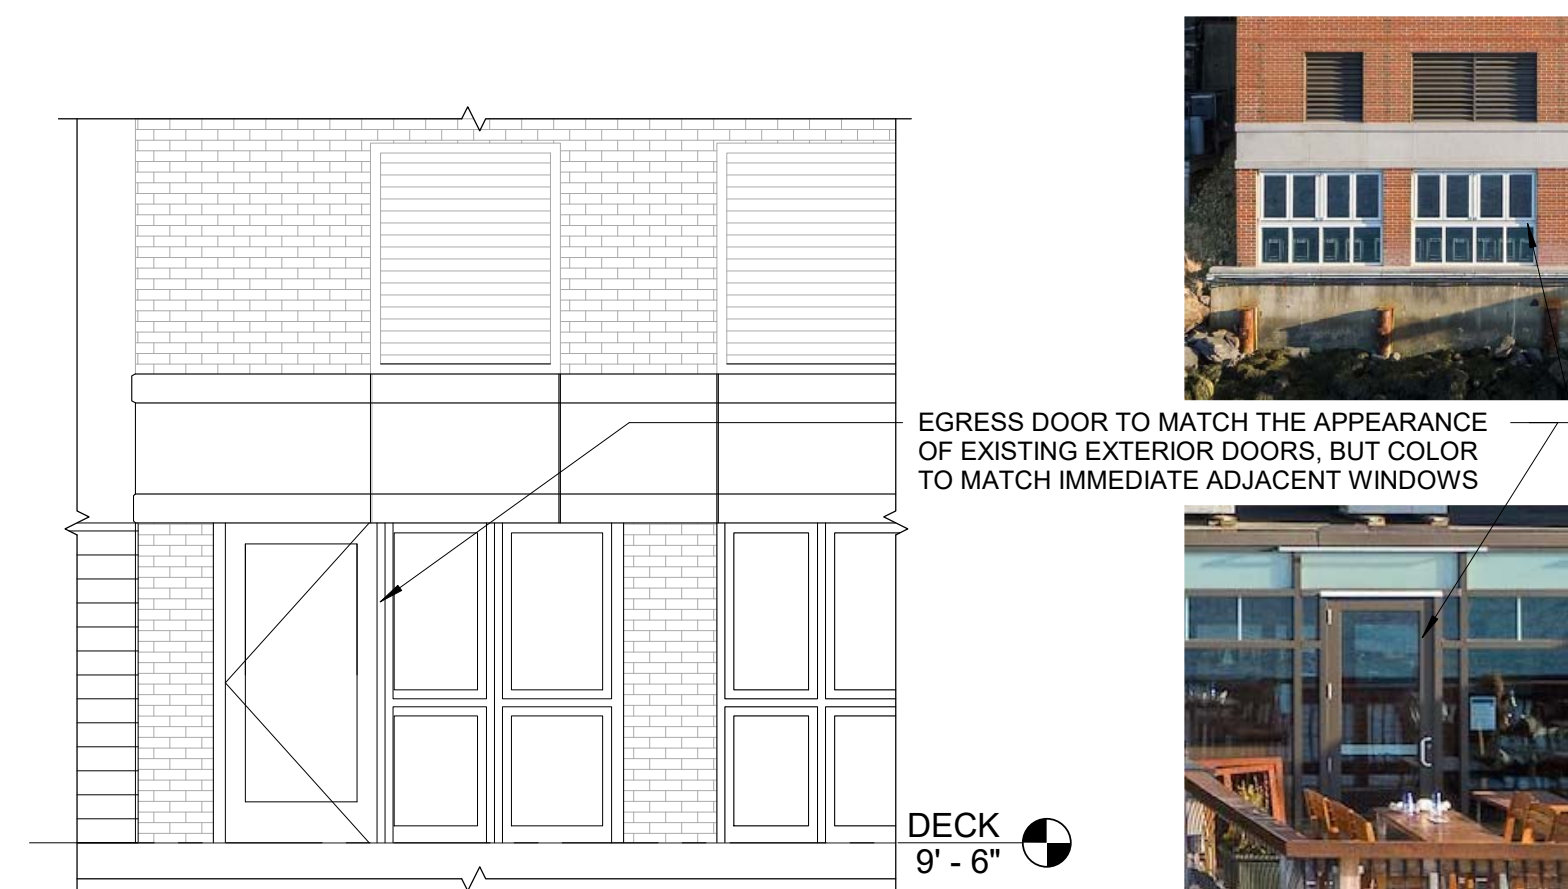 EGRESS DOOR TO MATCH THE APPEARANCE
OF EXISTING EXTERIOR DOORS, BUT COLOR
TO MATCH IMMEDIATE ADJACENT WINDOWS
DECK
9' - 6"